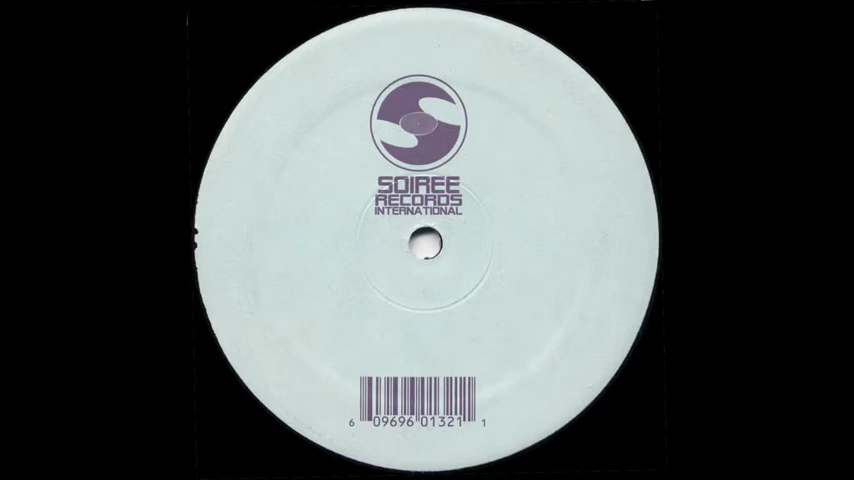 SOIREE
RECORDS
INTERNATIONAL
6 09696 01321 1